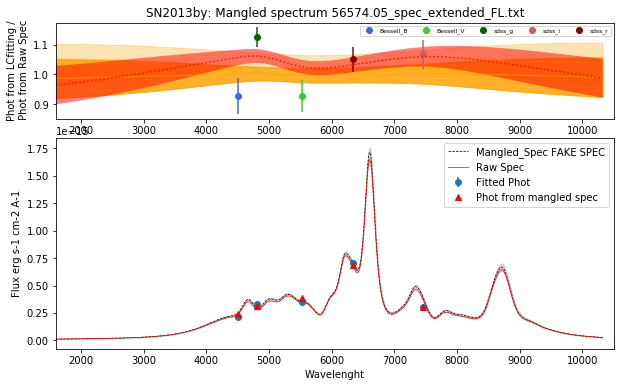 SN2013by: Mangled spectrum 56574.05_spec_extended_FL.txt
Phot from LCfitting /
Phot from Raw Spec
1.1
1.0
0.9
Bessell_B Bessell_V sdss_g sdss_i sdss_r
2000 3000 4000 5000 6000 7000 8000 9000 10000
1e−15
Flux erg s-1 cm-2 A-1
1.75
1.50
1.25
1.00
0.75
0.50
0.25
0.00
Mangled_Spec FAKE SPEC
Raw Spec
Fitted Phot
Phot from mangled spec
2000 3000 4000 5000 6000 7000 8000 9000 10000
Wavelenght